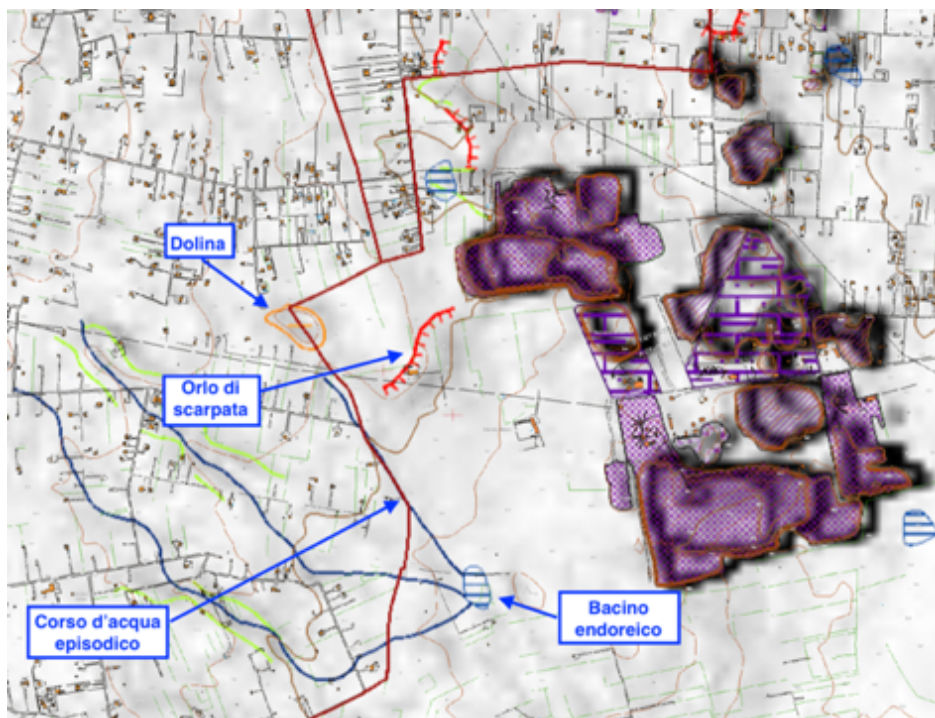 Dolina
Orlo di
scarpata
Corso d'acqua
episodico
Bacino
endoreico